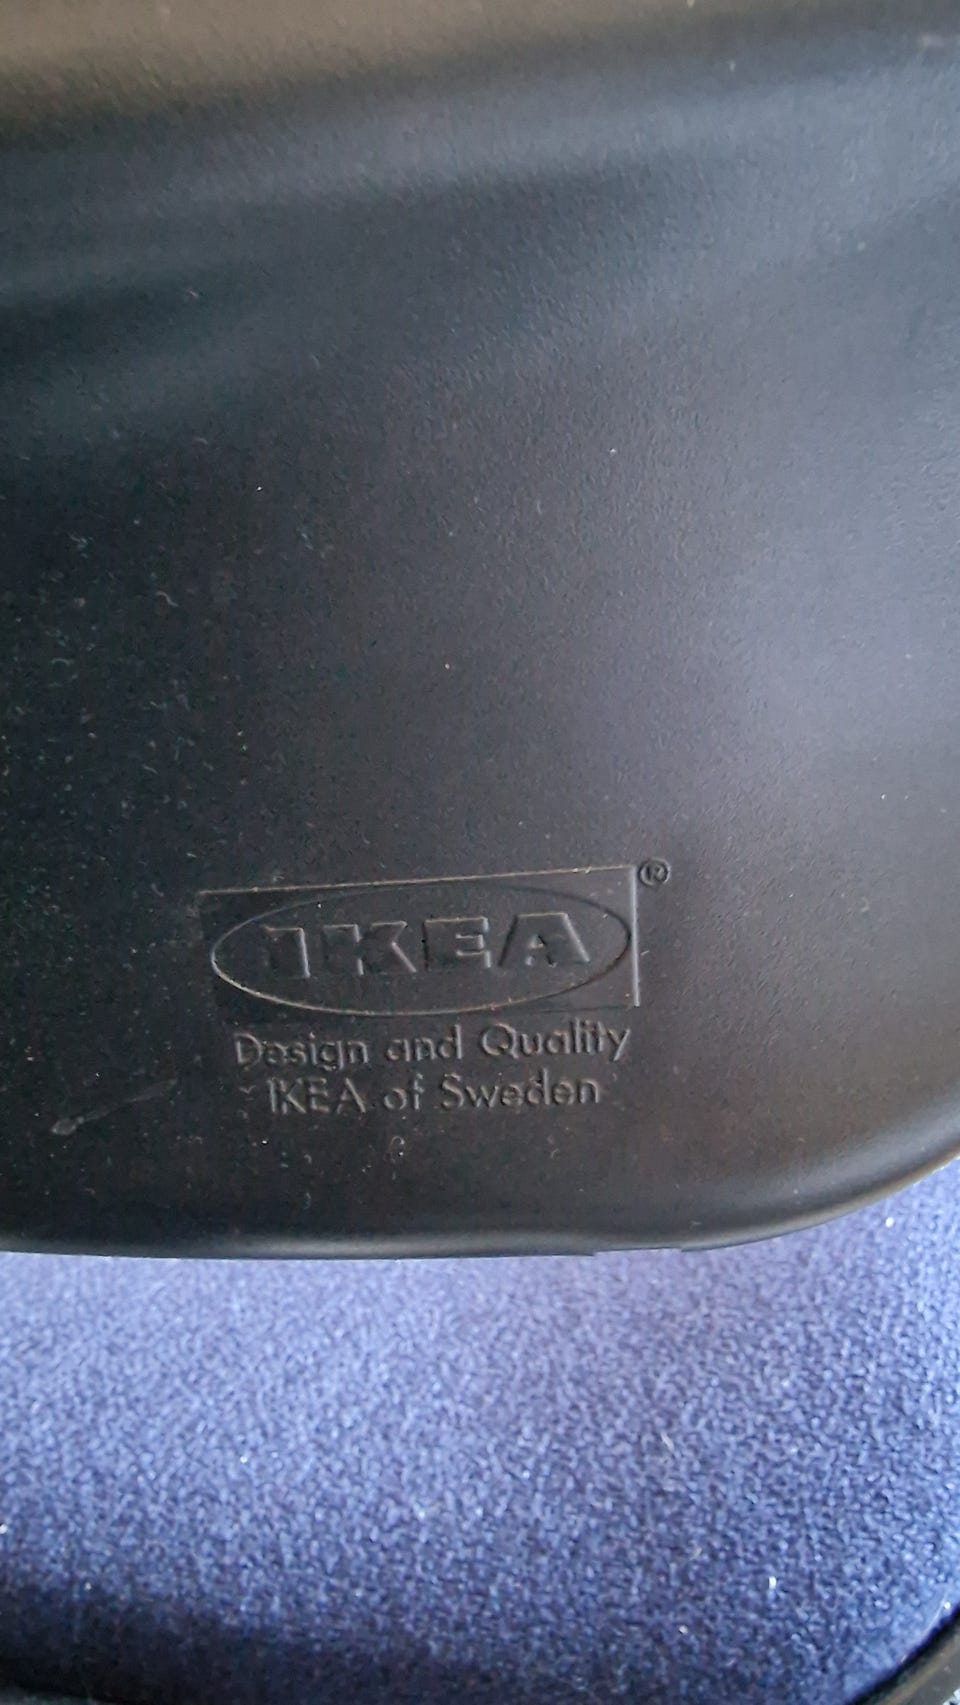 IKEA®
Design and Quality
IKEA of Sweden